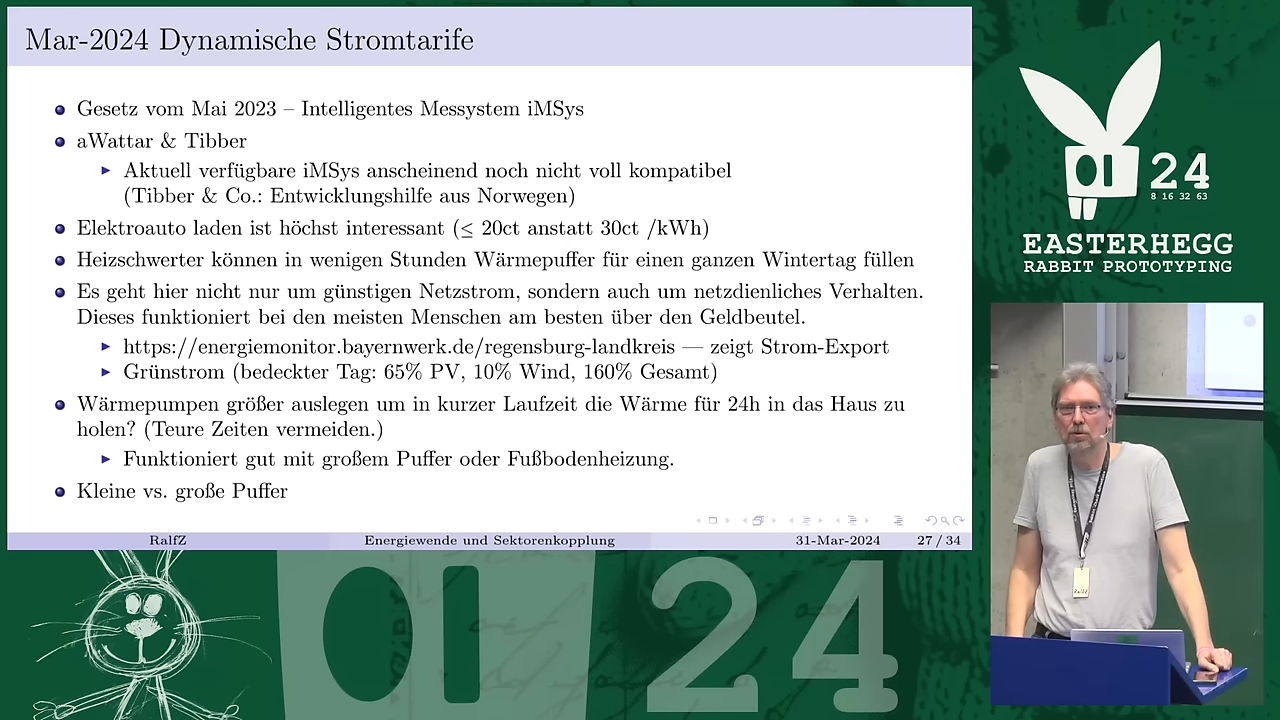 Mar-2024 Dynamische Stromtarife
Gesetz vom Mai 2023 – Intelligentes Messystem iMSys
aWattar & Tibber
Aktuell verfügbare iMSys anscheinend noch nicht voll kompatibel
(Tibber & Co.: Entwicklungshilfe aus Norwegen)
Elektroauto laden ist höchst interessant (≤ 20ct anstatt 30ct /kWh)
Heizschwerter können in wenigen Stunden Wärmepuffer für einen ganzen Wintertag füllen
Es geht hier nicht nur um günstigen Netzstrom, sondern auch um netzdienliches Verhalten.
Dieses funktioniert bei den meisten Menschen am besten über den Geldbeutel.
https://energiemonitor.bayernwerk.de/regensburg-landkreis — zeigt Strom-Export
Grünstrom (bedeckter Tag: 65% PV, 10% Wind, 160% Gesamt)
Wärmepumpen größer auslegen un in kurzer Laufzeit die Wärme für 24h in das Haus zu
holen? (Teure Zeiten vermeiden.)
Funktioniert gut mit großem Puffer oder Fußbodenheizung.
Kleine vs. große Puffer
RalfZ Energiewende und Sektorenkopplung 31-Mar-2024 27 / 34
24
8 16 32 63
EASTERHEGG
RABBIT PROTOTYPING
24